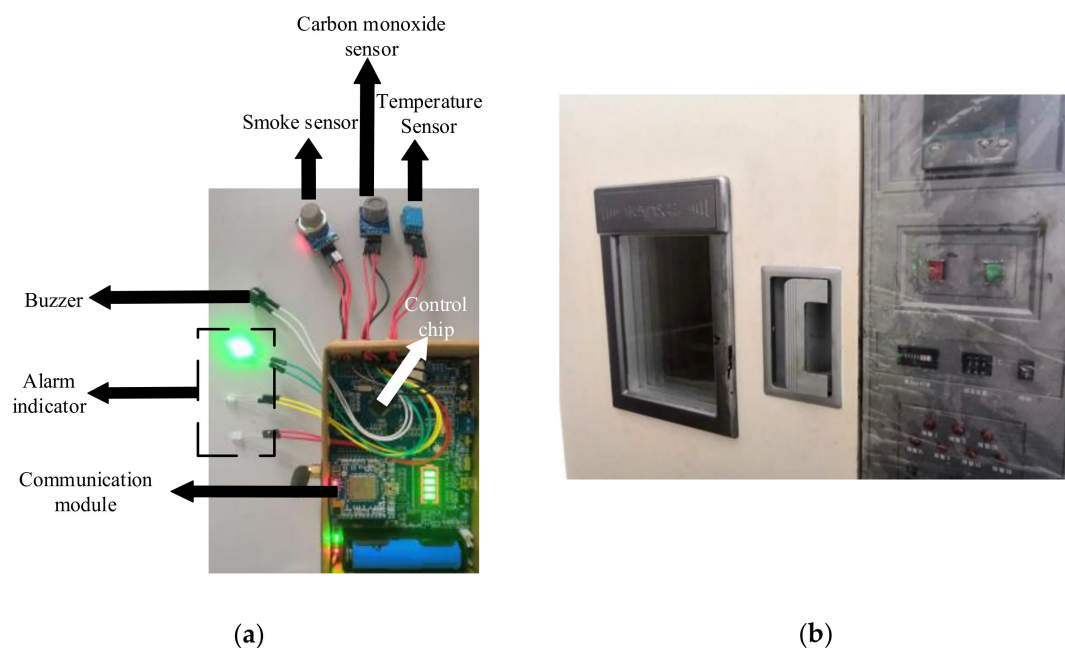 Carbon monoxide
sensor
Temperature
Sensor
Smoke sensor
Control
chip
Buzzer
Alarm
indicator
Communication
module
(a)
(b)